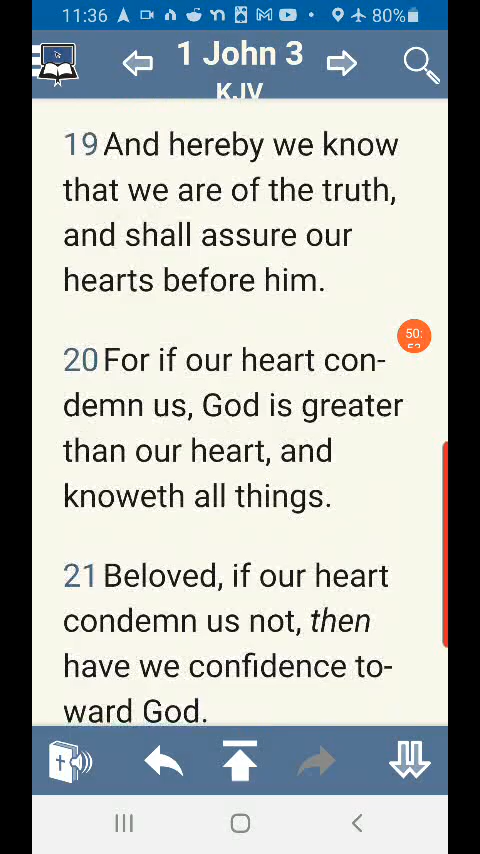 11:36 80%
1 John 3
KJV
19 And hereby we know
that we are of the truth,
and shall assure our
hearts before him.
50:
20 For if our heart con-
demn us, God is greater
than our heart, and
knoweth all things.
21 Beloved, if our heart
condemn us not, then
have we confidence to-
ward God.